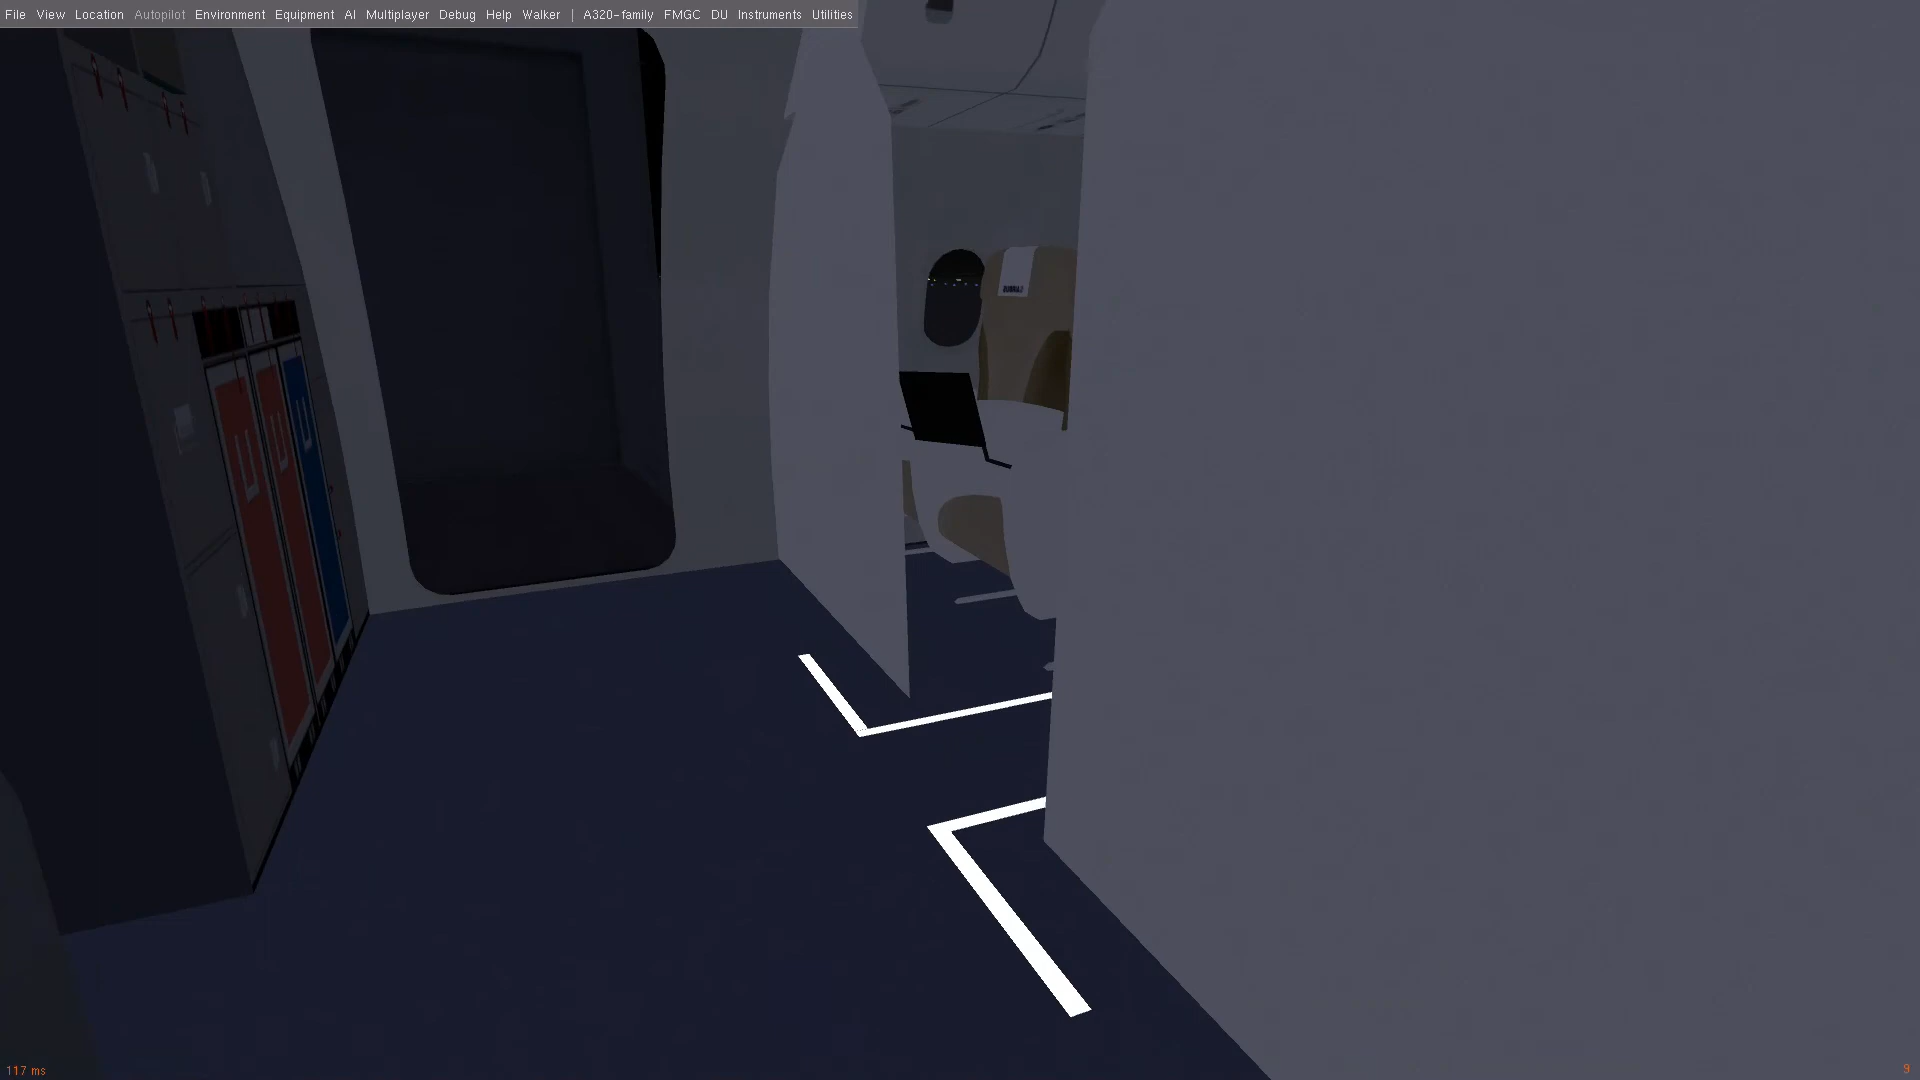 File View Location Autopilot Environment Equipment AI Multiplayer Debug Help Walker | A320-family FMGC DU Instruments Utilities
117 ms
9